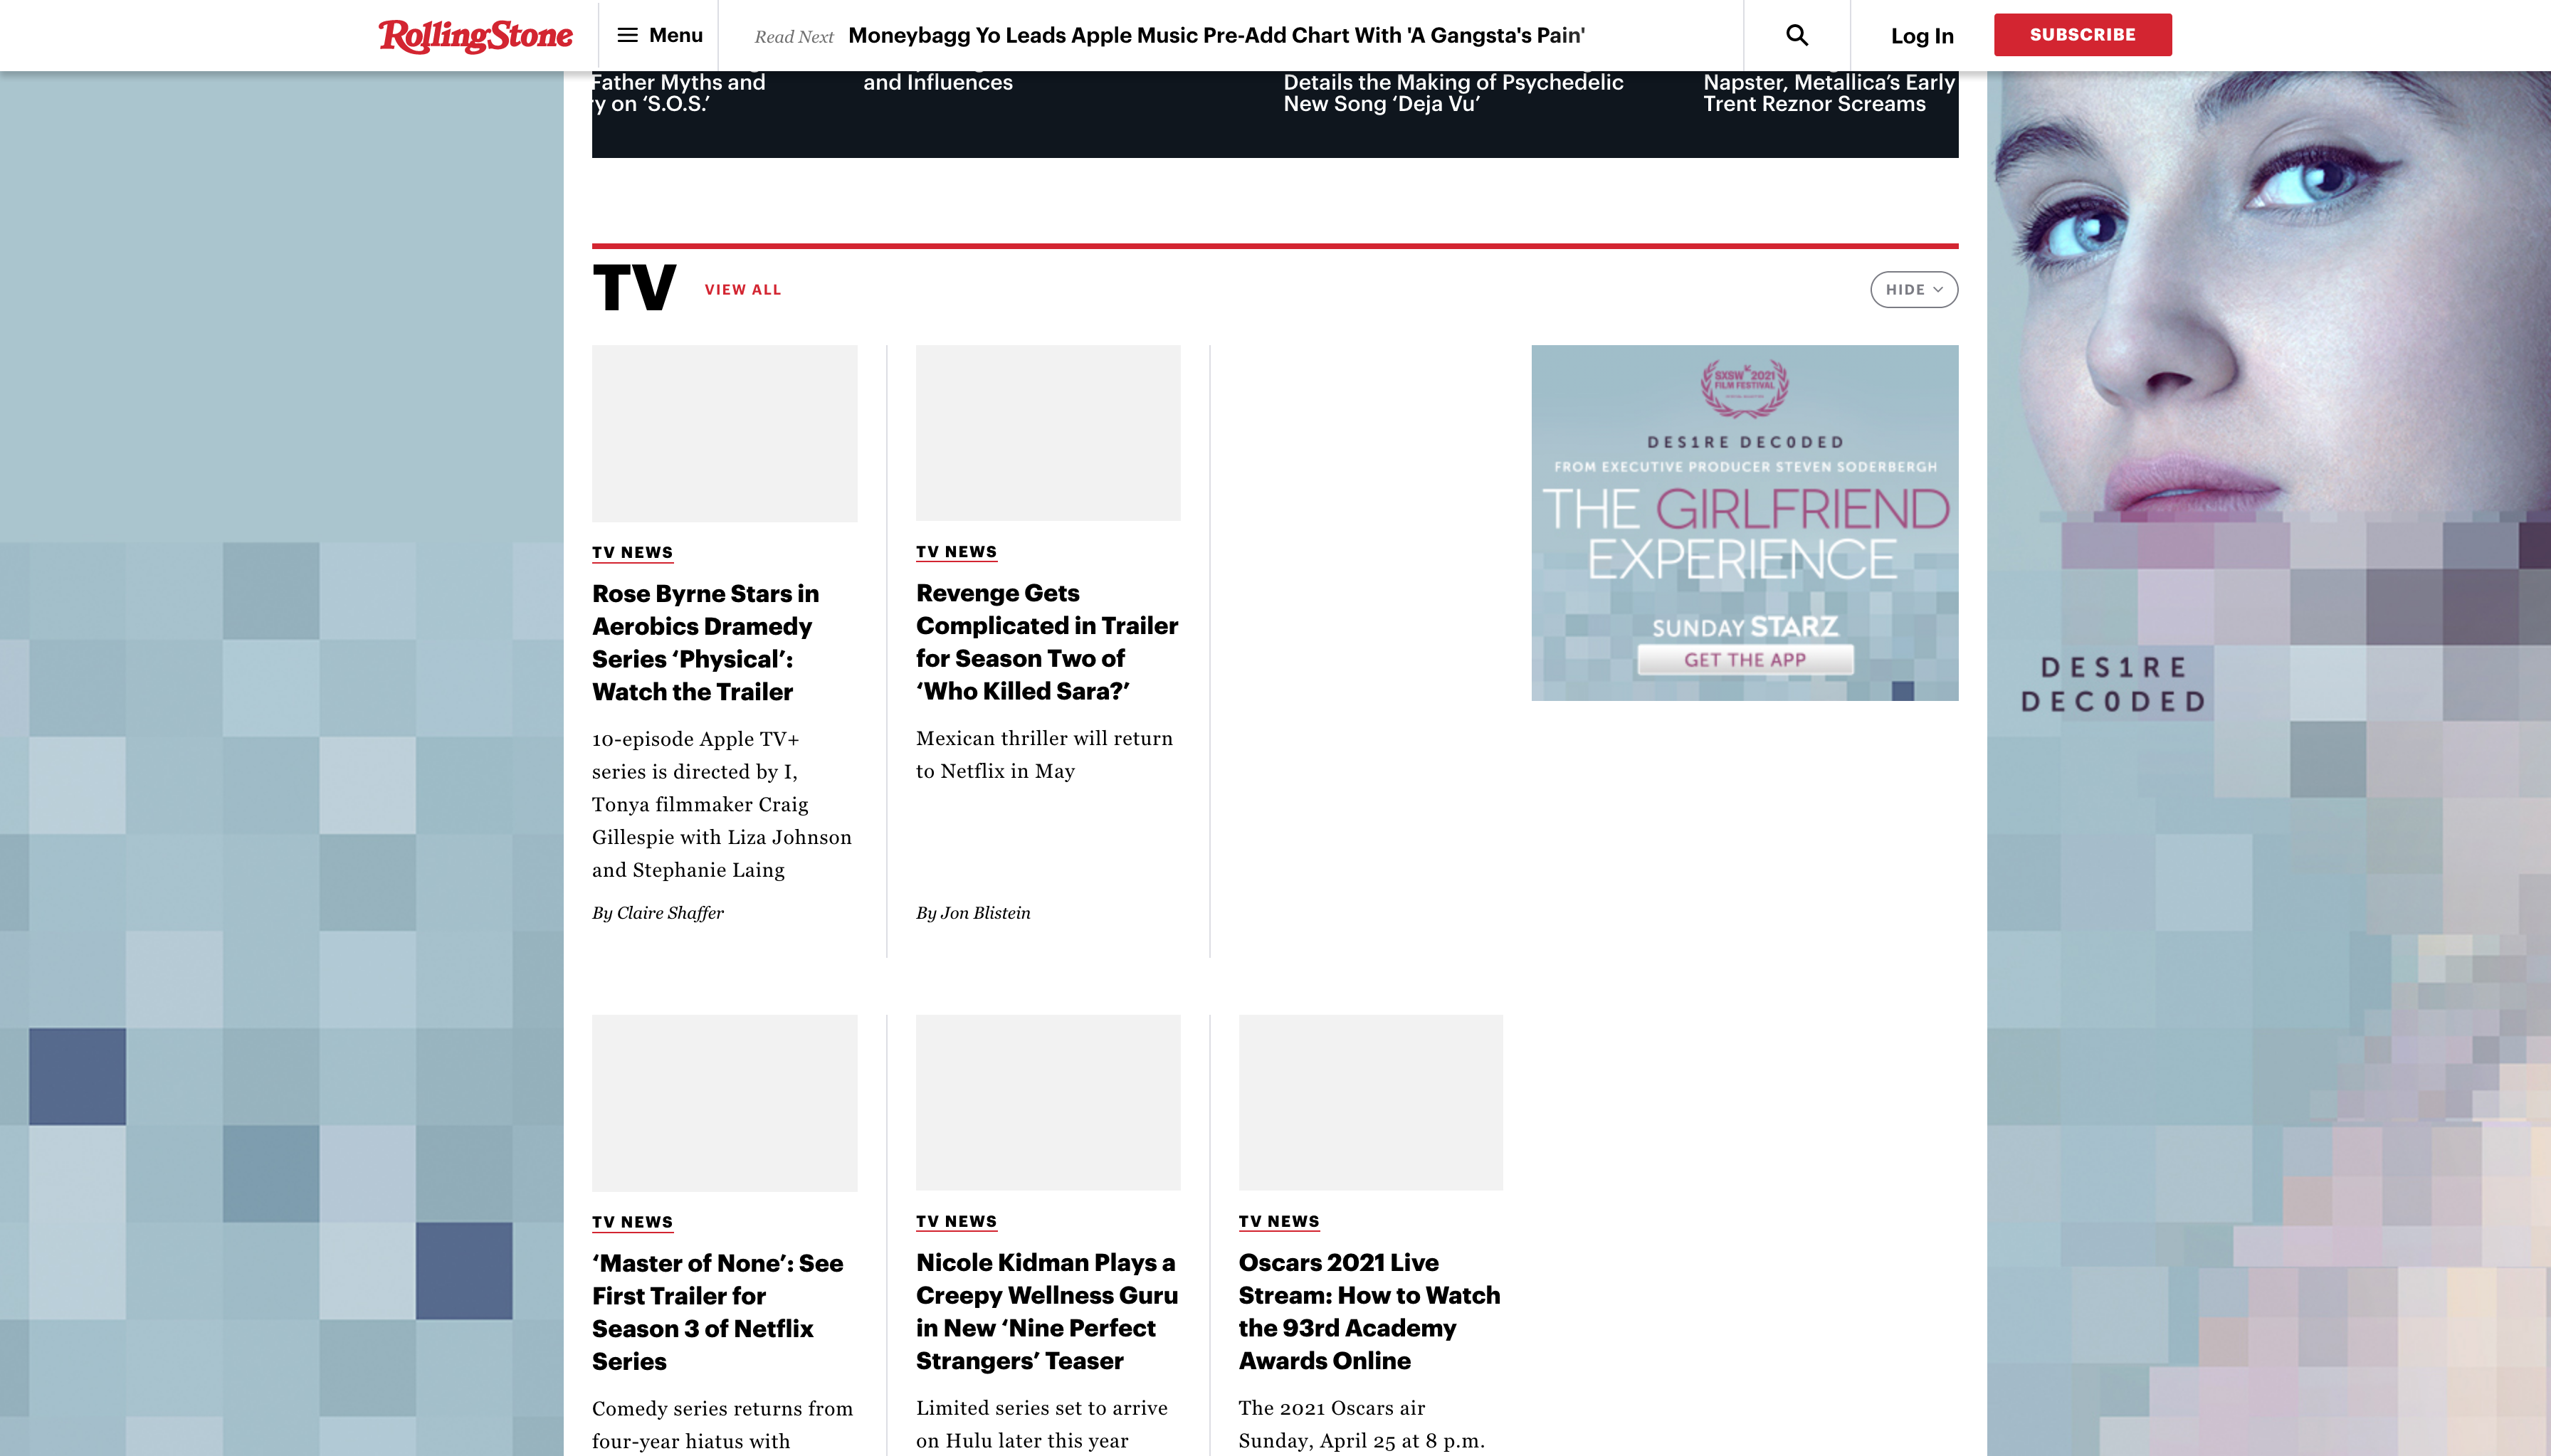 RollingStone
Menu
Read Next Moneybagg Yo Leads Apple Music Pre-Add Chart With 'A Gangsta's Pain'
Log In
SUBSCRIBE
Father Myths and
y on ‘S.O.S.’
and Influences
Details the Making of Psychedelic
New Song ‘Deja Vu’
Napster, Metallica’s Early
Trent Reznor Screams
TV
VIEW ALL
HIDE
TV NEWS
Rose Byrne Stars in
Aerobics Dramedy
Series ‘Physical’:
Watch the Trailer
10-episode Apple TV+
series is directed by I,
Tonya filmmaker Craig
Gillespie with Liza Johnson
and Stephanie Laing
By Claire Shaffer
TV NEWS
Revenge Gets
Complicated in Trailer
for Season Two of
‘Who Killed Sara?’
Mexican thriller will return
to Netflix in May
By Jon Blistein
SXSW 2021
FILM FESTIVAL
DES1RE DEC0DED
FROM EXECUTIVE PRODUCER STEVEN SODERBERGH
THE GIRLFRIEND
EXPERIENCE
SUNDAY STARZ
GET THE APP
DES1RE
DEC0DED
TV NEWS
‘Master of None’: See
First Trailer for
Season 3 of Netflix
Series
Comedy series returns from
four-year hiatus with
TV NEWS
Nicole Kidman Plays a
Creepy Wellness Guru
in New ‘Nine Perfect
Strangers’ Teaser
Limited series set to arrive
on Hulu later this year
TV NEWS
Oscars 2021 Live
Stream: How to Watch
the 93rd Academy
Awards Online
The 2021 Oscars air
Sunday, April 25 at 8 p.m.